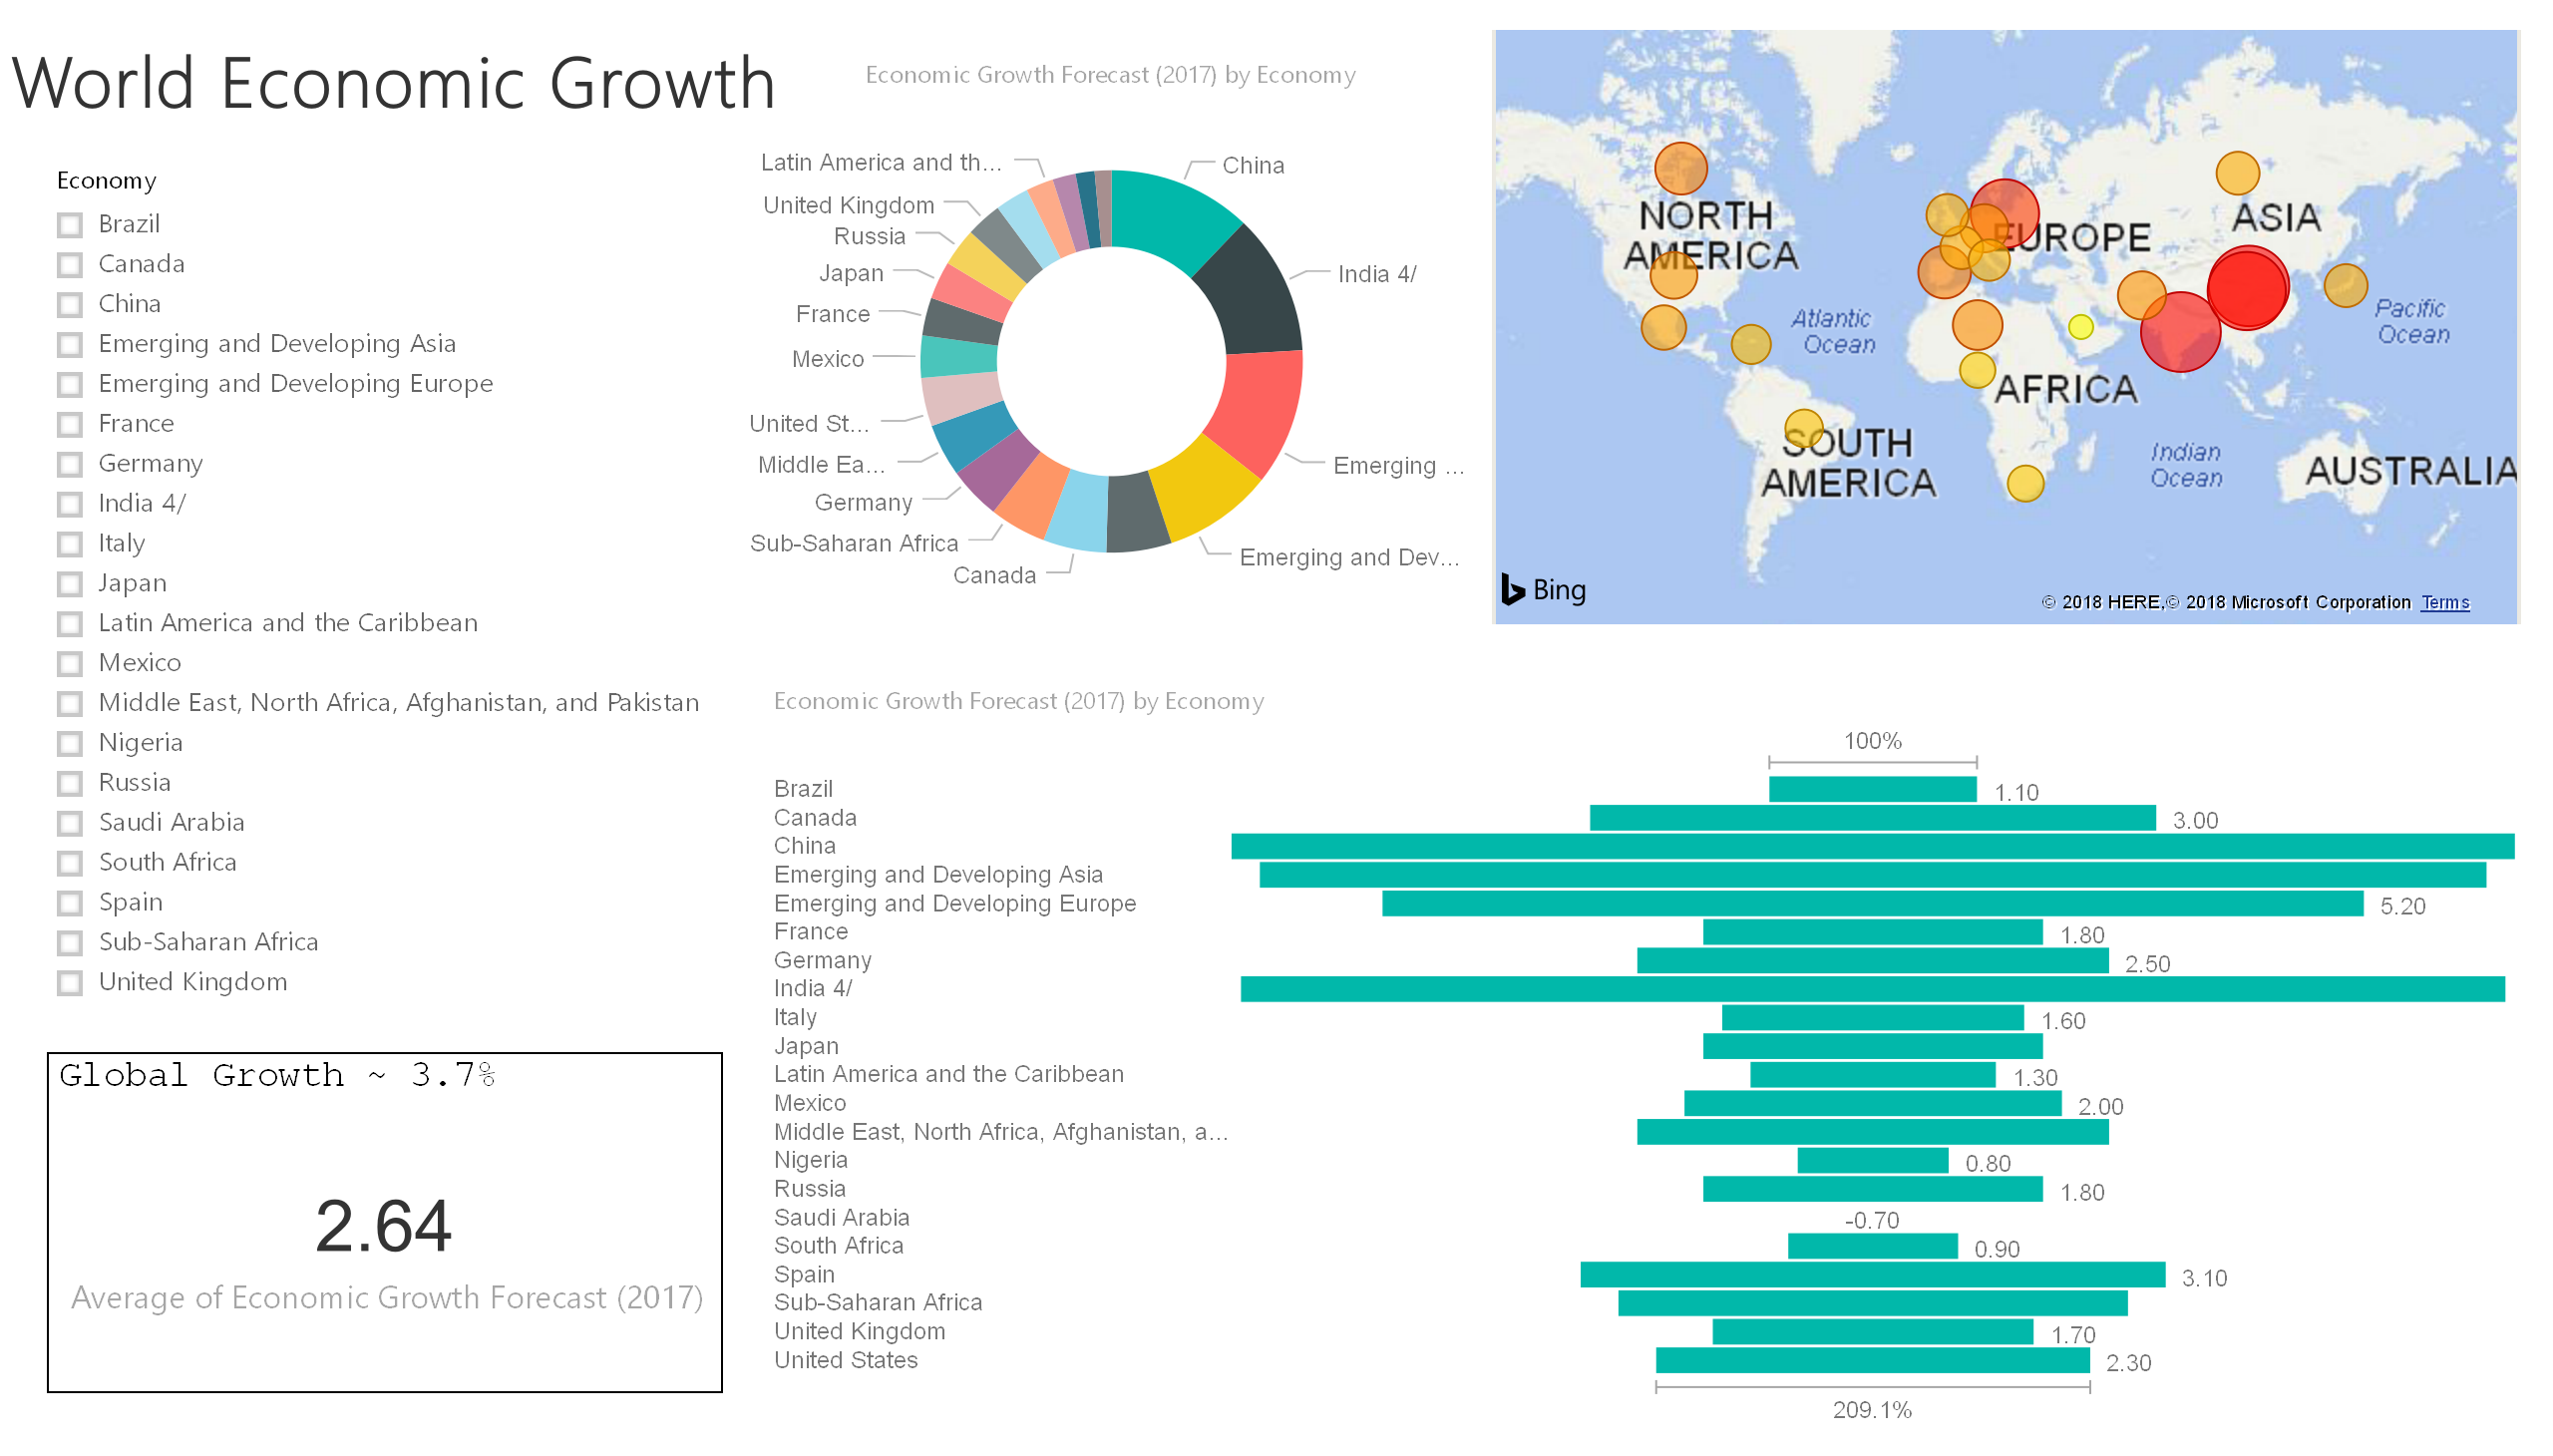 World Economic Growth
Economy
Brazil
Canada
China
Emerging and Developing Asia
Emerging and Developing Europe
France
Germany
India 4/
Italy
Japan
Latin America and the Caribbean
Mexico
Middle East, North Africa, Afghanistan, and Pakistan
Nigeria
Russia
Saudi Arabia
South Africa
Spain
Sub-Saharan Africa
United Kingdom
Global Growth ~ 3.7%
2.64
Average of Economic Growth Forecast (2017)
Economic Growth Forecast (2017) by Economy
China
India 4/
Emerging ...
Emerging and Dev...
Canada
Sub-Saharan Africa
Germany
Middle Ea...
United St...
Mexico
France
Japan
Russia
United Kingdom
Latin America and th...
NORTH
AMERICA
EUROPE
ASIA
Atlantic
Ocean
Pacific
Ocean
AFRICA
SOUTH
AMERICA
Indian
Ocean
AUSTRALIA
Bing
© 2018 HERE,© 2018 Microsoft Corporation Terms
Economic Growth Forecast (2017) by Economy
100%
Brazil 1.10
Canada 3.00
China
Emerging and Developing Asia
Emerging and Developing Europe 5.20
France 1.80
Germany 2.50
India 4/
Italy 1.60
Japan
Latin America and the Caribbean 1.30
Mexico 2.00
Middle East, North Africa, Afghanistan, a...
Nigeria 0.80
Russia 1.80
Saudi Arabia -0.70
South Africa 0.90
Spain 3.10
Sub-Saharan Africa
United Kingdom 1.70
United States 2.30
209.1%